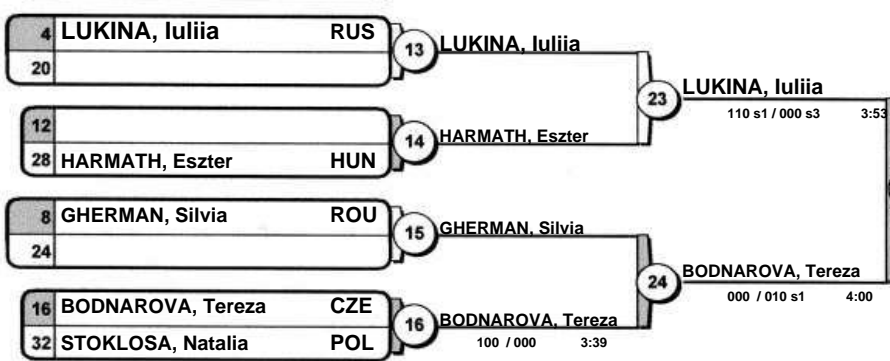 4 LUKINA, Iuliia RUS
20
13 LUKINA, Iuliia
23 LUKINA, Iuliia
110 s1 / 000 s3 3:53
12
28 HARMATH, Eszter HUN
14 HARMATH, Eszter
8 GHERMAN, Silvia ROU
24
15 GHERMAN, Silvia
24 BODNAROVA, Tereza
000 / 010 s1 4:00
16 BODNAROVA, Tereza CZE
32 STOKLOSA, Natalia POL
16 BODNAROVA, Tereza
100 / 000 3:39